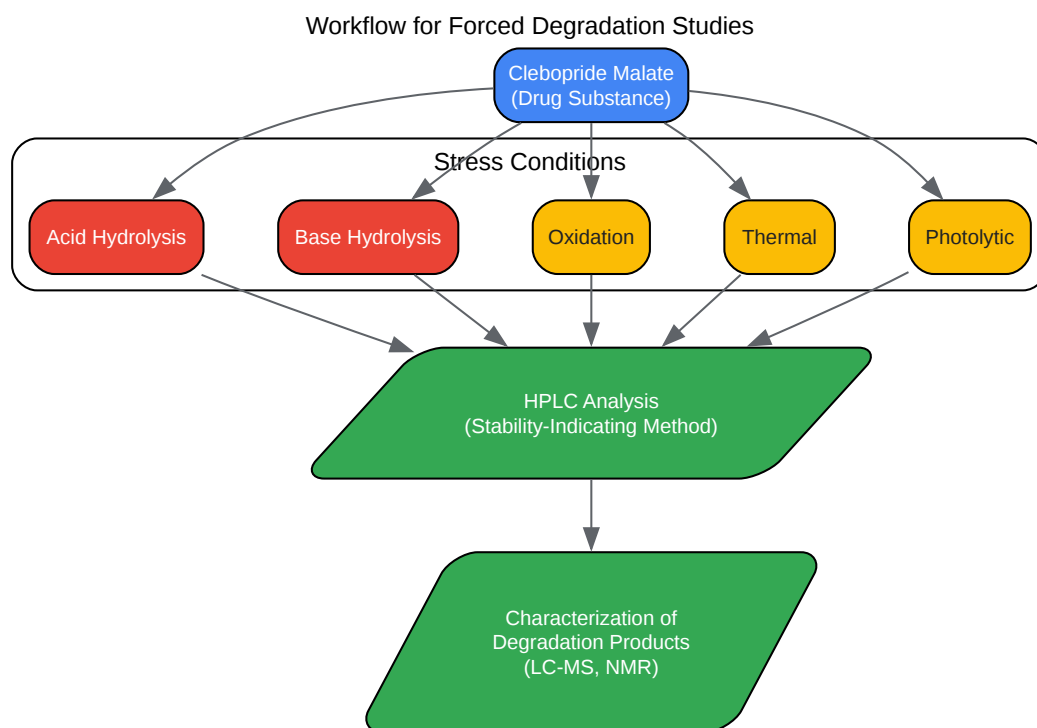 Workflow for Forced Degradation Studies
Clebopride Malate
(Drug Substance)
Stress Conditions
Acid Hydrolysis
Base Hydrolysis
Oxidation
Thermal
Photolytic
HPLC Analysis
(Stability-Indicating Method)
Characterization of
Degradation Products
(LC-MS, NMR)